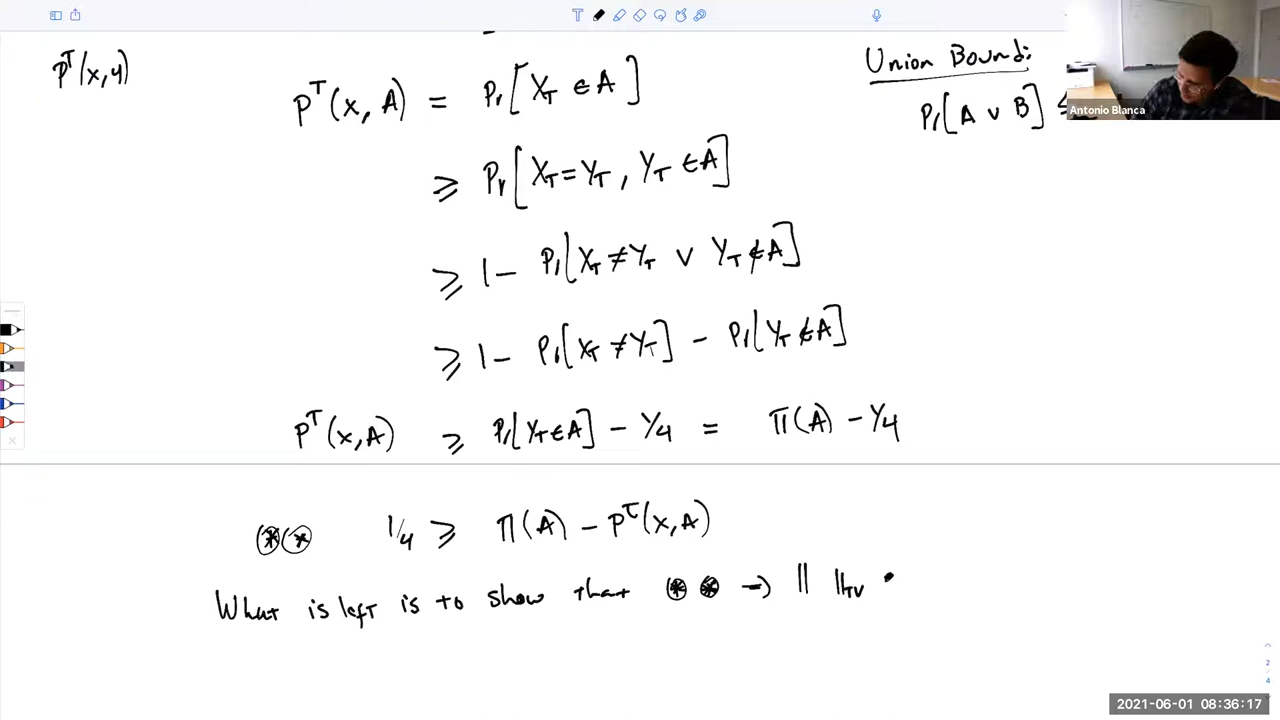 P^T(x,y)
Union Bound:
Pr[A ∨ B] ≤
Antonio Blanca
P^T(x, A) = Pr[X_T ∈ A]
≥ Pr[X_T = Y_T, Y_T ∈ A]
≥ 1 - Pr[X_T ≠ Y_T ∨ Y_T ∉ A]
≥ 1 - Pr[X_T ≠ Y_T] - Pr[Y_T ∉ A]
P^T(x,A) ≥ Pr[Y_T ∈ A] - 1/4 = π(A) - 1/4
⊛⊛ 1/4 ≥ π(A) - P^T(x,A)
What is left is to show that ⊛⊛ → || ||_TV
2
4
2021-06-01 08:36:17